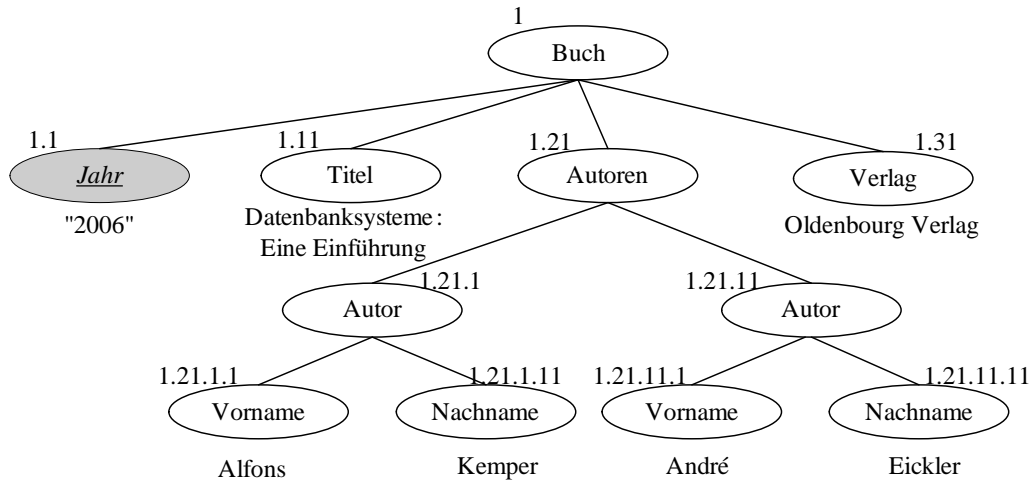 1
Buch
1.1
1.11
1.21
1.31
Jahr
Titel
Autoren
Verlag
"2006"
Datenbanksysteme:
Eine Einführung
Oldenbourg Verlag
1.21.1
1.21.11
Autor
Autor
1.21.1.1
1.21.1.11
1.21.11.1
1.21.11.11
Vorname
Nachname
Vorname
Nachname
Alfons
Kemper
André
Eickler